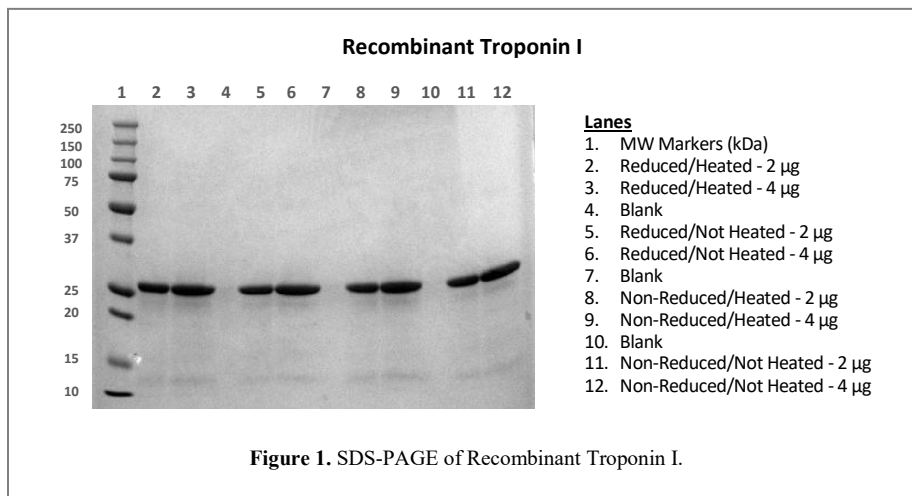 Recombinant Troponin I
1 2 3 4 5 6 7 8 9 10 11 12
250
150
100
75
50
37
25
20
15
10
Lanes
1. MW Markers (kDa)
2. Reduced/Heated - 2 µg
3. Reduced/Heated - 4 µg
4. Blank
5. Reduced/Not Heated - 2 µg
6. Reduced/Not Heated - 4 µg
7. Blank
8. Non-Reduced/Heated - 2 µg
9. Non-Reduced/Heated - 4 µg
10. Blank
11. Non-Reduced/Not Heated - 2 µg
12. Non-Reduced/Not Heated - 4 µg
Figure 1. SDS-PAGE of Recombinant Troponin I.